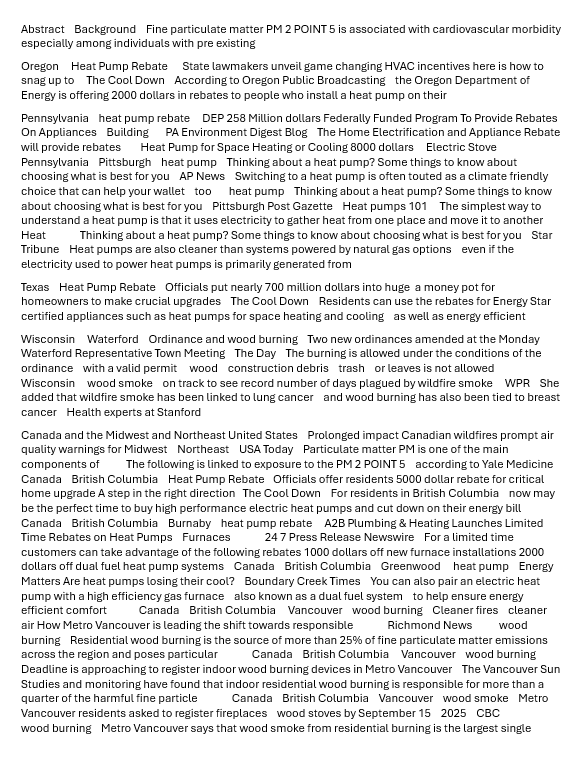 Abstract Background Fine particulate matter PM 2 POINT 5 is associated with cardiovascular morbidity
especially among individuals with pre existing
Oregon Heat Pump Rebate State lawmakers unveil game changing HVAC incentives here is how to
snag up to The Cool Down According to Oregon Public Broadcasting the Oregon Department of
Energy is offering 2000 dollars in rebates to people who install a heat pump on their
Pennsylvania heat pump rebate DEP 258 Million dollars Federally Funded Program To Provide Rebates
On Appliances Building PA Environment Digest Blog The Home Electrification and Appliance Rebate
will provide rebates Heat Pump for Space Heating or Cooling 8000 dollars Electric Stove
Pennsylvania Pittsburgh heat pump Thinking about a heat pump? Some things to know about
choosing what is best for you AP News Switching to a heat pump is often touted as a climate friendly
choice that can help your wallet too heat pump Thinking about a heat pump? Some things to know
about choosing what is best for you Pittsburgh Post Gazette Heat pumps 101 The simplest way to
understand a heat pump is that it uses electricity to gather heat from one place and move it to another
Heat Thinking about a heat pump? Some things to know about choosing what is best for you Star
Tribune Heat pumps are also cleaner than systems powered by natural gas options even if the
electricity used to power heat pumps is primarily generated from
Texas Heat Pump Rebate Officials put nearly 700 million dollars into huge a money pot for
homeowners to make crucial upgrades The Cool Down Residents can use the rebates for Energy Star
certified appliances such as heat pumps for space heating and cooling as well as energy efficient
Wisconsin Waterford Ordinance and wood burning Two new ordinances amended at the Monday
Waterford Representative Town Meeting The Day The burning is allowed under the conditions of the
ordinance with a valid permit wood construction debris trash or leaves is not allowed
Wisconsin wood smoke on track to see record number of days plagued by wildfire smoke WPR She
added that wildfire smoke has been linked to lung cancer and wood burning has also been tied to breast
cancer Health experts at Stanford
Canada and the Midwest and Northeast United States Prolonged impact Canadian wildfires prompt air
quality warnings for Midwest Northeast USA Today Particulate matter PM is one of the main
components of The following is linked to exposure to the PM 2 POINT 5 according to Yale Medicine
Canada British Columbia Heat Pump Rebate Officials offer residents 5000 dollar rebate for critical
home upgrade A step in the right direction The Cool Down For residents in British Columbia now may
be the perfect time to buy high performance electric heat pumps and cut down on their energy bill
Canada British Columbia Burnaby heat pump rebate A2B Plumbing & Heating Launches Limited
Time Rebates on Heat Pumps Furnaces 24 7 Press Release Newswire For a limited time
customers can take advantage of the following rebates 1000 dollars off new furnace installations 2000
dollars off dual fuel heat pump systems Canada British Columbia Greenwood heat pump Energy
Matters Are heat pumps losing their cool? Boundary Creek Times You can also pair an electric heat
pump with a high efficiency gas furnace also known as a dual fuel system to help ensure energy
efficient comfort Canada British Columbia Vancouver wood burning Cleaner fires cleaner
air How Metro Vancouver is leading the shift towards responsible Richmond News wood
burning Residential wood burning is the source of more than 25% of fine particulate matter emissions
across the region and poses particular Canada British Columbia Vancouver wood burning
Deadline is approaching to register indoor wood burning devices in Metro Vancouver The Vancouver Sun
Studies and monitoring have found that indoor residential wood burning is responsible for more than a
quarter of the harmful fine particle Canada British Columbia Vancouver wood smoke Metro
Vancouver residents asked to register fireplaces wood stoves by September 15 2025 CBC
wood burning Metro Vancouver says that wood smoke from residential burning is the largest single